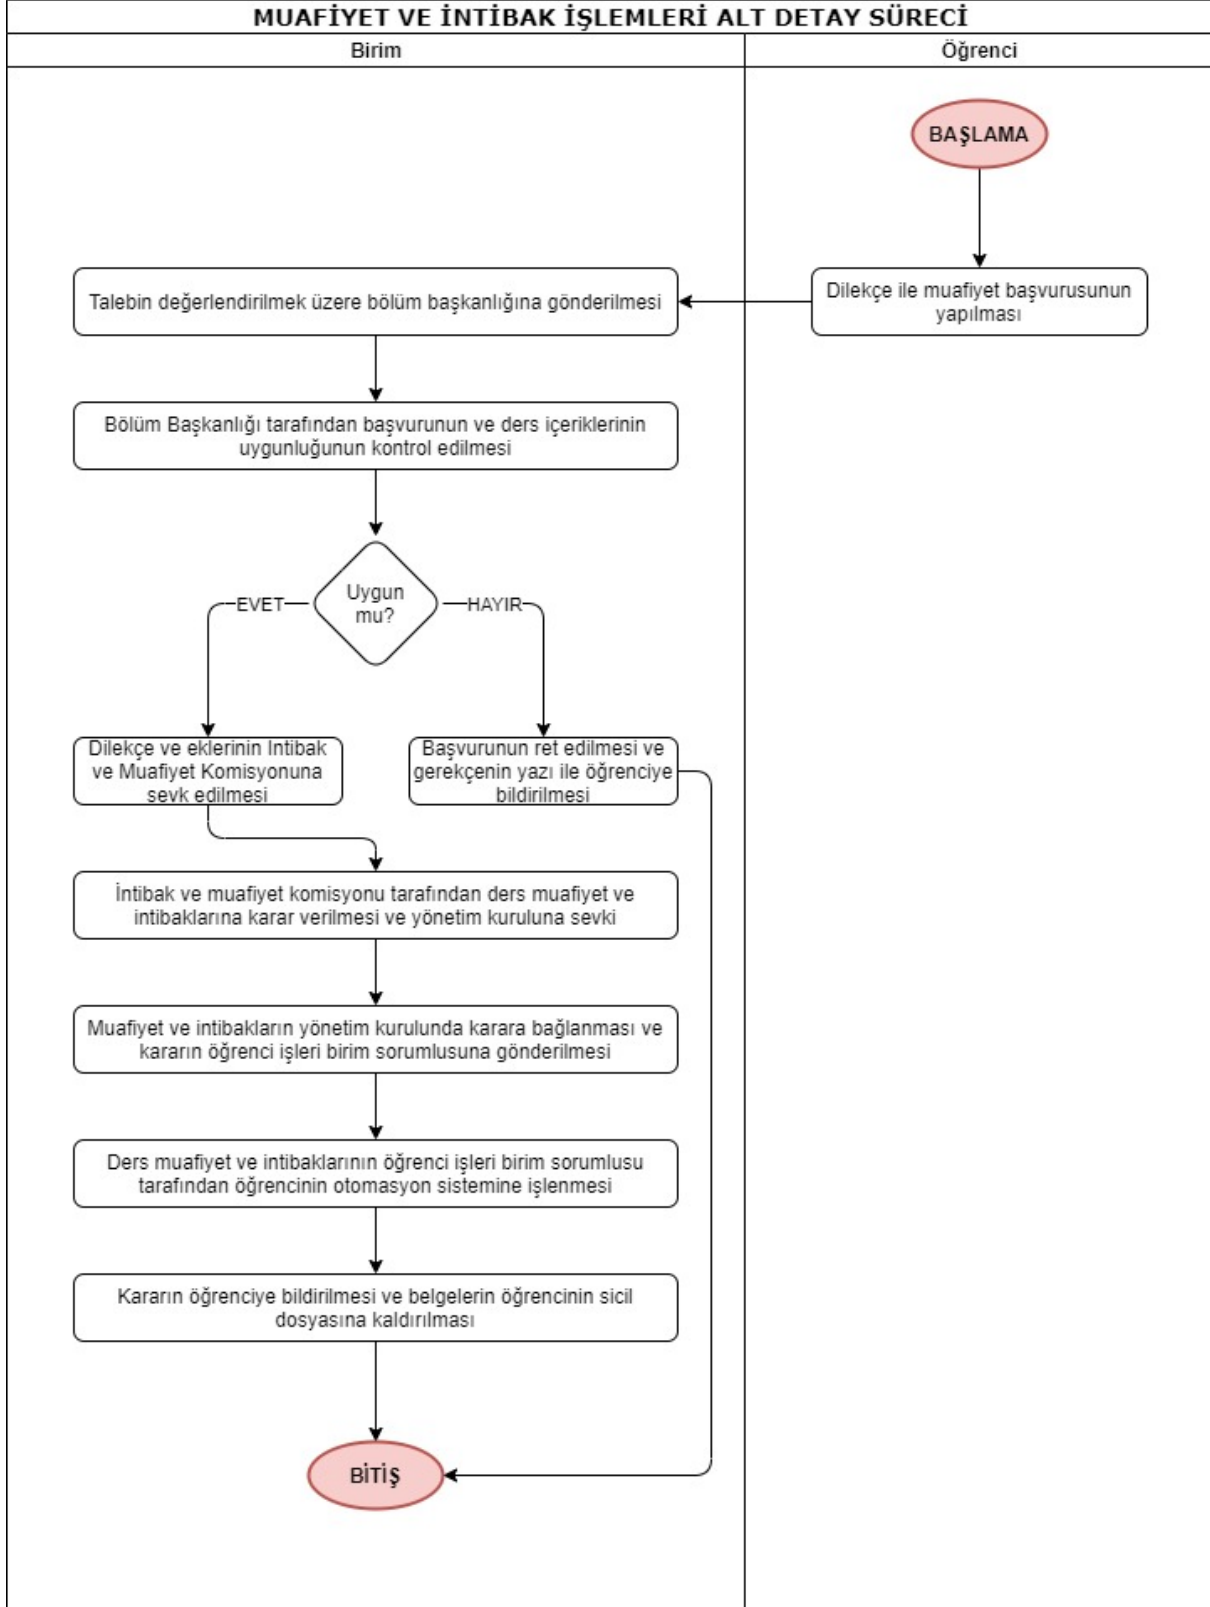 MUAFİYET VE İNTİBAK İŞLEMLERİ ALT DETAY SÜRECİ
Birim
Öğrenci
BAŞLAMA
Dilekçe ile muafiyet başvurusunun
yapılması
Talebin değerlendirilmek üzere bölüm başkanlığına gönderilmesi
Bölüm Başkanlığı tarafından başvurunun ve ders içeriklerinin
uygunluğunun kontrol edilmesi
Uygun
mu?
EVET
HAYIR
Dilekçe ve eklerinin Intibak
ve Muafiyet Komisyonuna
sevk edilmesi
Başvurunun ret edilmesi ve
gerekçenin yazı ile öğrenciye
bildirilmesi
İntibak ve muafiyet komisyonu tarafından ders muafiyet ve
intibaklarına karar verilmesi ve yönetim kuruluna sevki
Muafiyet ve intibakların yönetim kurulunda karara bağlanması ve
kararın öğrenci işleri birim sorumlusuna gönderilmesi
Ders muafiyet ve intibaklarının öğrenci işleri birim sorumlusu
tarafından öğrencinin otomasyon sistemine işlenmesi
Kararın öğrenciye bildirilmesi ve belgelerin öğrencinin sicil
dosyasına kaldırılması
BİTİŞ